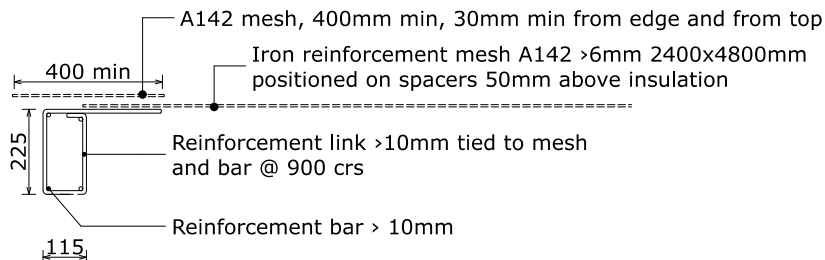 A142 mesh, 400mm min, 30mm min from edge and from top
Iron reinforcement mesh A142 ›6mm 2400x4800mm
positioned on spacers 50mm above insulation
400 min
225
Reinforcement link ›10mm tied to mesh
and bar @ 900 crs
Reinforcement bar › 10mm
115